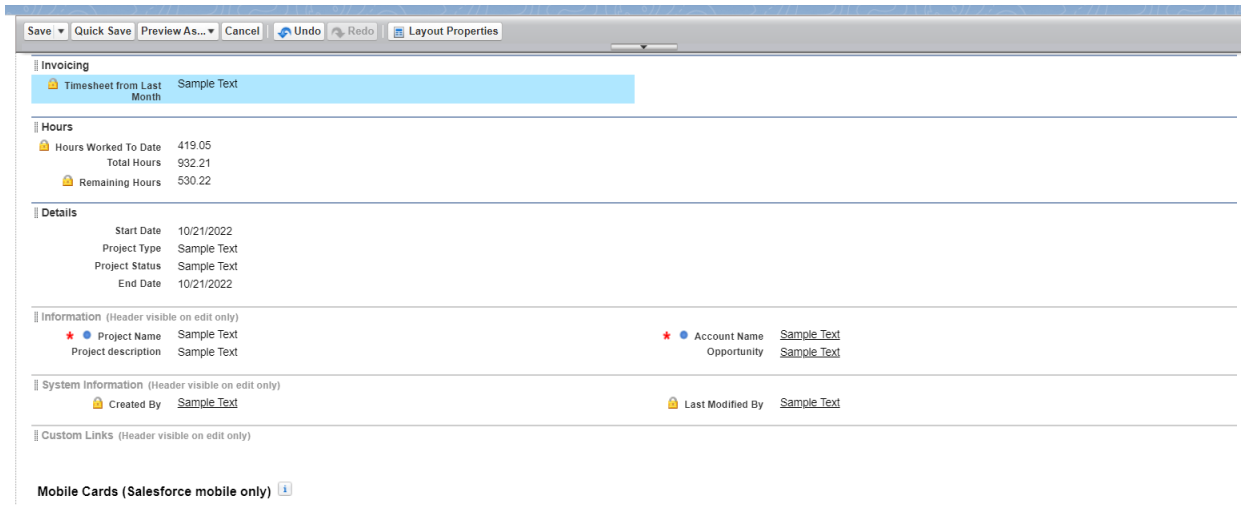 Save Quick Save Preview As... Cancel Undo Redo Layout Properties
Invoicing
Timesheet from Last Month Sample Text
Hours
Hours Worked To Date 419.05
Total Hours 932.21
Remaining Hours 530.22
Details
Start Date 10/21/2022
Project Type Sample Text
Project Status Sample Text
End Date 10/21/2022
Information (Header visible on edit only)
* Project Name Sample Text * Account Name Sample Text
Project description Sample Text Opportunity Sample Text
System Information (Header visible on edit only)
Created By Sample Text Last Modified By Sample Text
Custom Links (Header visible on edit only)
Mobile Cards (Salesforce mobile only) i